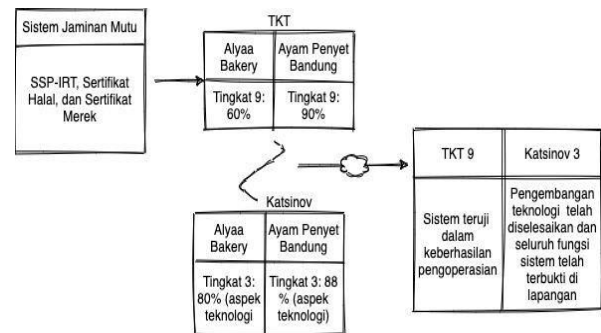 Sistem Jaminan Mutu
SSP-IRT, Sertifikat
Halal, dan Sertifikat
Merek
TKT
Alyaa
Bakery
Ayam Penyet
Bandung
Tingkat 9:
60%
Tingkat 9:
90%
Katsinov
Alyaa
Bakery
Ayam Penyet
Bandung
Tingkat 3:
80% (aspek
teknologi
Tingkat 3: 88
% (aspek
teknologi)
TKT 9
Katsinov 3
Sistem teruji
dalam
keberhasilan
pengoperasian
Pengembangan
teknologi telah
diselesaikan dan
seluruh fungsi
sistem telah
terbukti di
lapangan